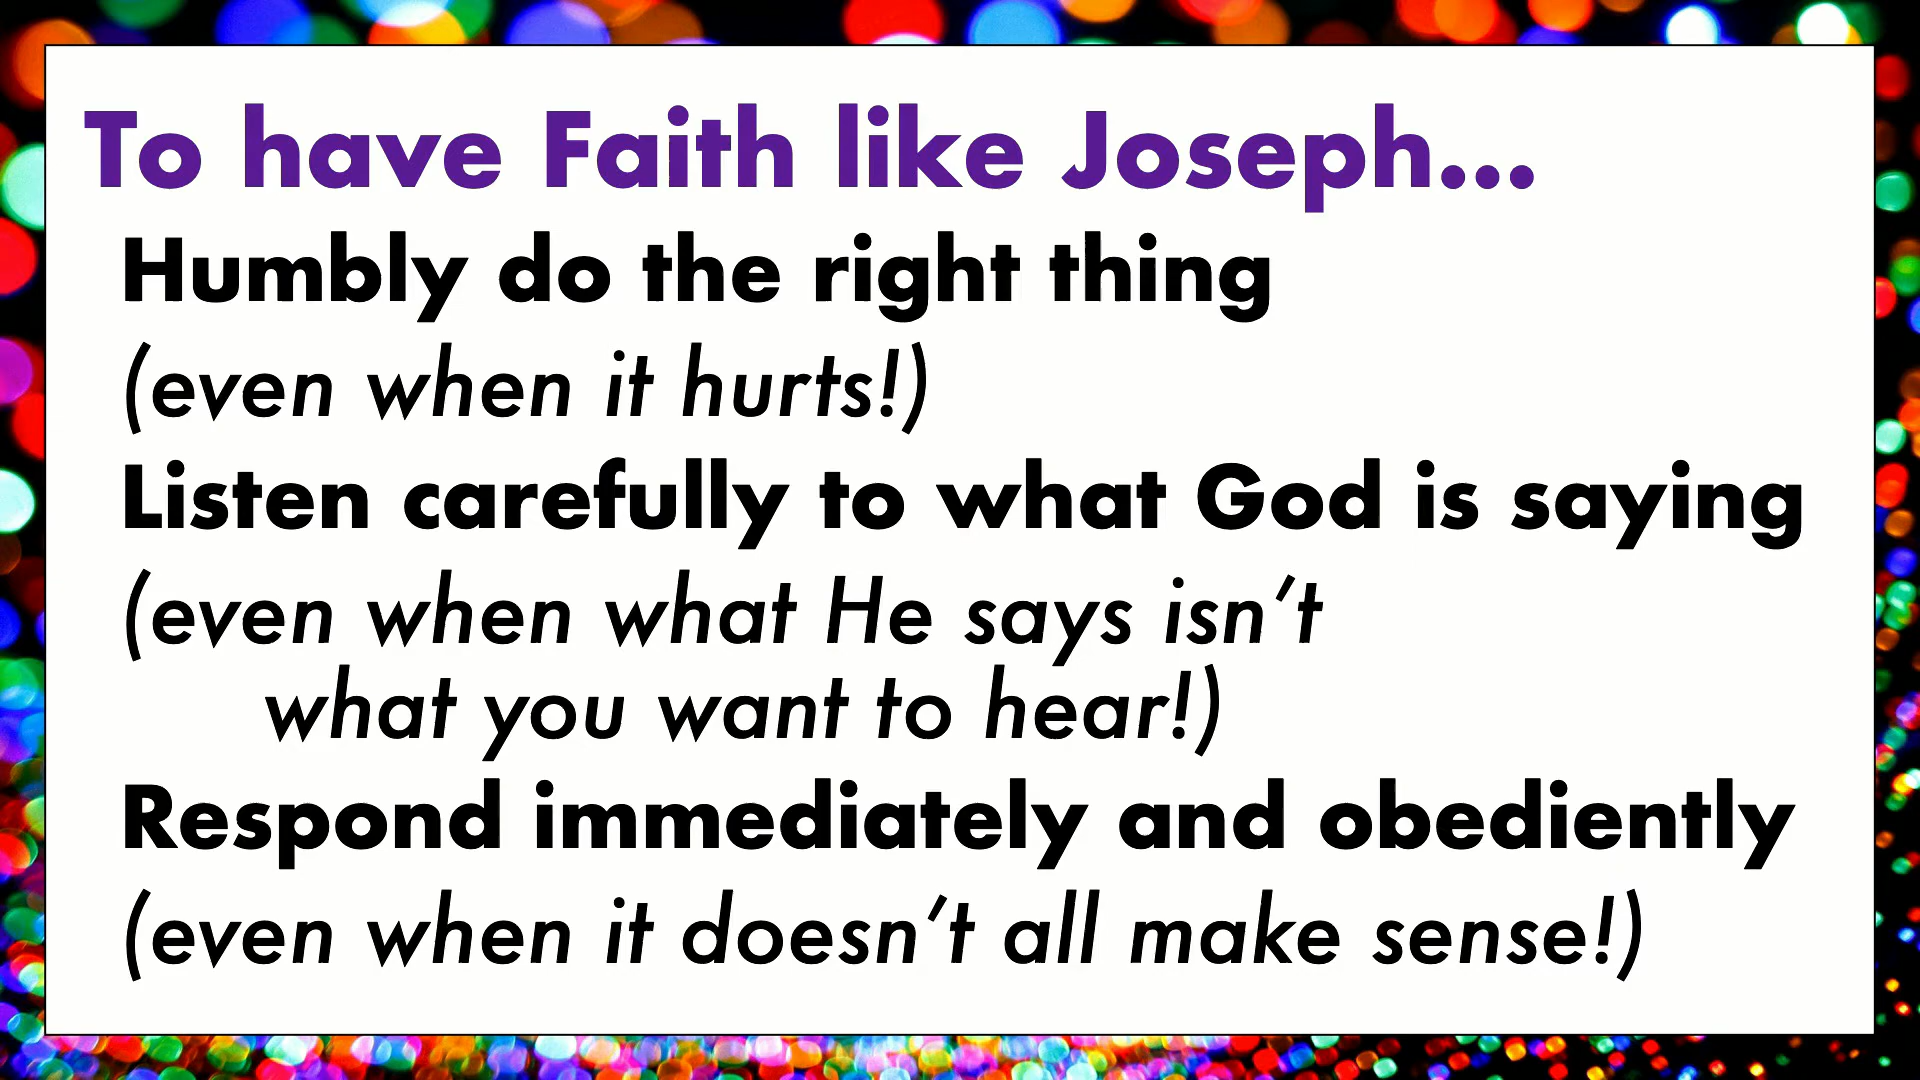 To have Faith like Joseph...
Humbly do the right thing
(even when it hurts!)
Listen carefully to what God is saying
(even when what He says isn’t
what you want to hear!)
Respond immediately and obediently
(even when it doesn’t all make sense!)